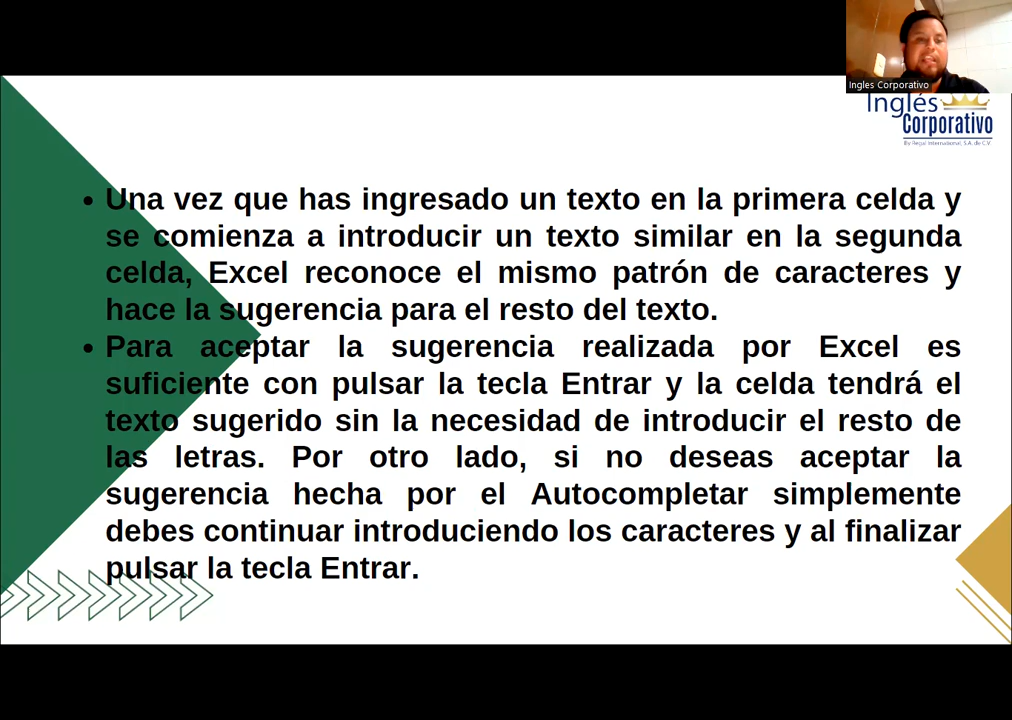 Ingles Corporativo
Inglés
Corporativo
By Regal International, S.A. de C.V.
• Una vez que has ingresado un texto en la primera celda y
se comienza a introducir un texto similar en la segunda
celda, Excel reconoce el mismo patrón de caracteres y
hace la sugerencia para el resto del texto.
• Para aceptar la sugerencia realizada por Excel es
suficiente con pulsar la tecla Entrar y la celda tendrá el
texto sugerido sin la necesidad de introducir el resto de
las letras. Por otro lado, si no deseas aceptar la
sugerencia hecha por el Autocompletar simplemente
debes continuar introduciendo los caracteres y al finalizar
pulsar la tecla Entrar.